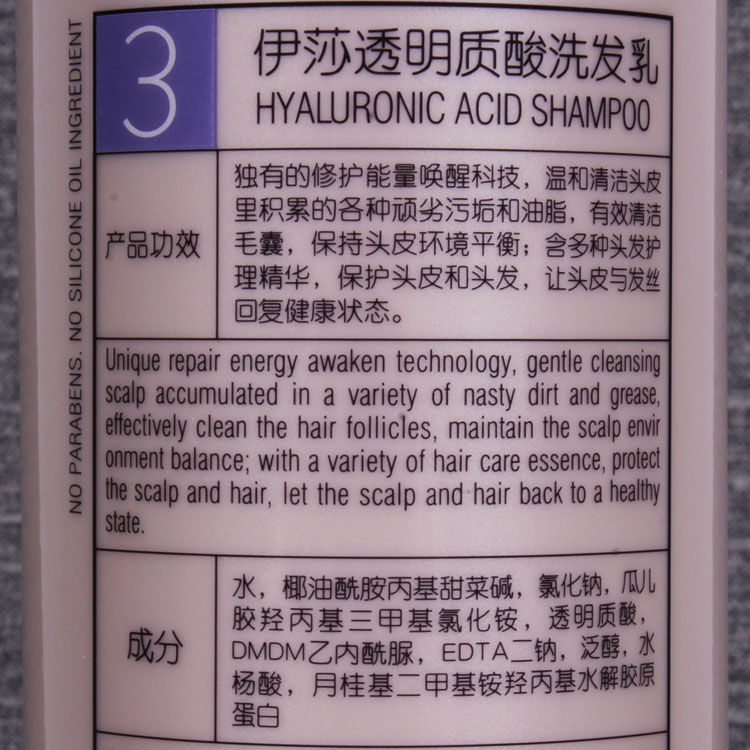 3
伊莎透明质酸洗发乳
HYALURONIC ACID SHAMPOO
产品功效
独有的修护能量唤醒科技，温和清洁头皮
里积累的各种顽劣污垢和油脂，有效清洁
毛囊，保持头皮环境平衡；含多种头发护
理精华，保护头皮和头发，让头皮与发丝
回复健康状态。
Unique repair energy awaken technology, gentle cleansing
scalp accumulated in a variety of nasty dirt and grease,
effectively clean the hair follicles, maintain the scalp envir
onment balance; with a variety of hair care essence, protect
the scalp and hair, let the scalp and hair back to a healthy
state.
成分
水，椰油酰胺丙基甜菜碱，氯化钠，瓜儿
胶羟丙基三甲基氯化铵，透明质酸，
DMDM乙内酰脲，EDTA二钠，泛醇，水
杨酸，月桂基二甲基铵羟丙基水解胶原
蛋白
NO PARABENS. NO SILICONE OIL INGREDIENT